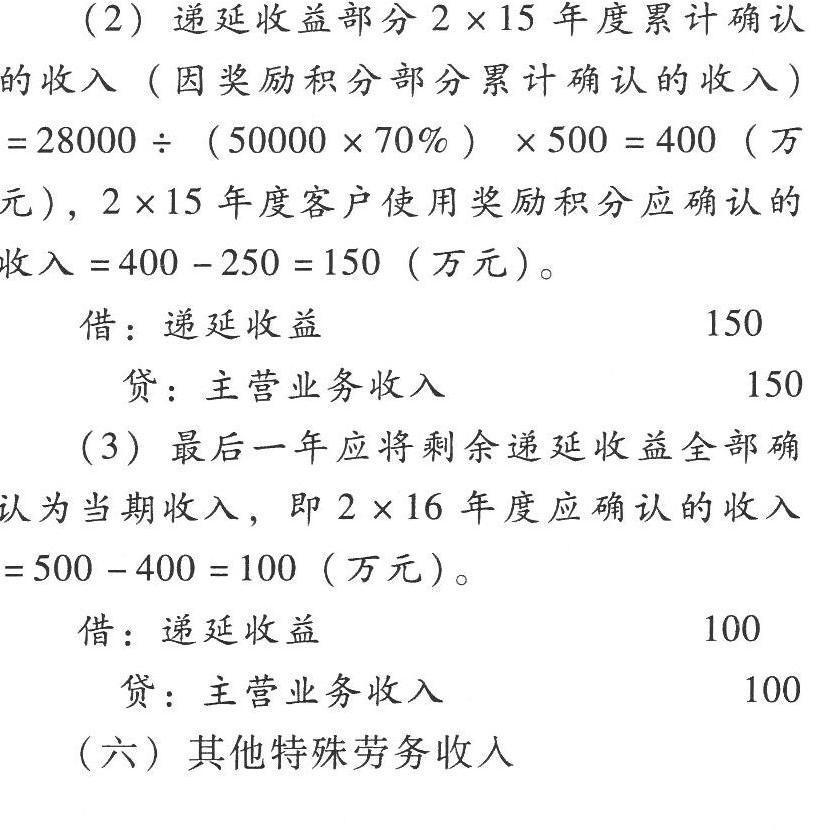 （2）递延收益部分 2×15 年度累计确认
的收入（因奖励积分部分累计确认的收入）
=28000÷（50000×70%）×500=400（万
元），2×15 年度客户使用奖励积分应确认的
收入=400-250=150（万元）。
借：递延收益 150
贷：主营业务收入 150
（3）最后一年应将剩余递延收益全部确
认为当期收入，即 2×16 年度应确认的收入
=500-400=100（万元）。
借：递延收益 100
贷：主营业务收入 100
（六）其他特殊劳务收入